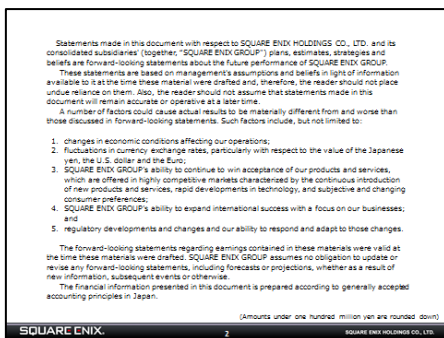 Statements made in this document with respect to SQUARE ENIX HOLDINGS CO., LTD. and its
consolidated subsidiaries' (together, "SQUARE ENIX GROUP") plans, estimates, strategies and
beliefs are forward-looking statements about the future performance of SQUARE ENIX GROUP.
These statements are based on management's assumptions and beliefs in light of information
available to it at the time these material were drafted and, therefore, the reader should not place
undue reliance on them. Also, the reader should not assume that statements made in this
document will remain accurate or operative at a later time.
A number of factors could cause actual results to be materially different from and worse than
those discussed in forward-looking statements. Such factors include, but not limited to:
1. changes in economic conditions affecting our operations;
2. fluctuations in currency exchange rates, particularly with respect to the value of the Japanese
yen, the U.S. dollar and the Euro;
3. SQUARE ENIX GROUP's ability to continue to win acceptance of our products and services,
which are offered in highly competitive markets characterized by the continuous introduction
of new products and services, rapid developments in technology, and subjective and changing
consumer preferences;
4. SQUARE ENIX GROUP's ability to expand international success with a focus on our businesses;
and
5. regulatory developments and changes and our ability to respond and adapt to those changes.
The forward-looking statements regarding earnings contained in these materials were valid at
the time these materials were drafted. SQUARE ENIX GROUP assumes no obligation to update or
revise any forward-looking statements, including forecasts or projections, whether as a result of
new information, subsequent events or otherwise.
The financial information presented in this document is prepared according to generally accepted
accounting principles in Japan.
(Amounts under one hundred million yen are rounded down)
SQUARE ENIX.
2
SQUARE ENIX HOLDINGS CO., LTD.